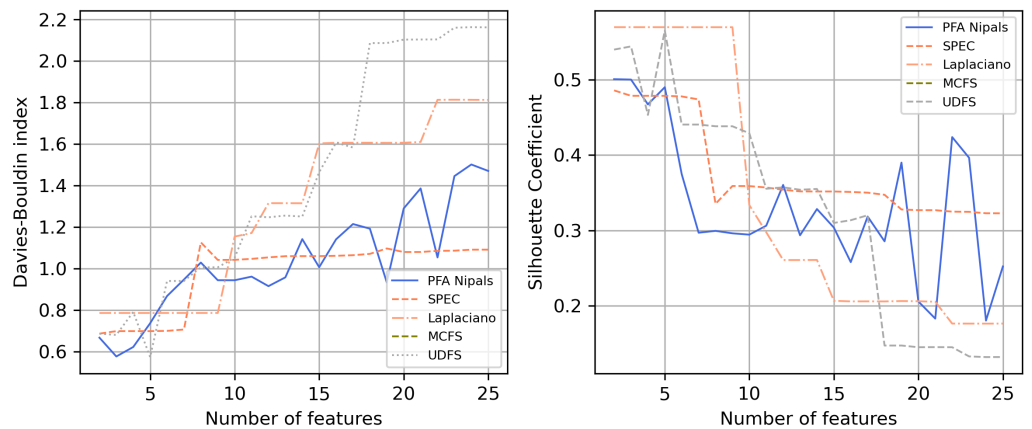 2.2
2.0
1.8
1.6
1.4
1.2
1.0
0.8
0.6
Davies-Bouldin index
5
10
15
20
25
Number of features
PFA Nipals
SPEC
Laplaciano
MCFS
UDFS
0.5
0.4
0.3
0.2
Silhouette Coefficient
5
10
15
20
25
Number of features
PFA Nipals
SPEC
Laplaciano
MCFS
UDFS